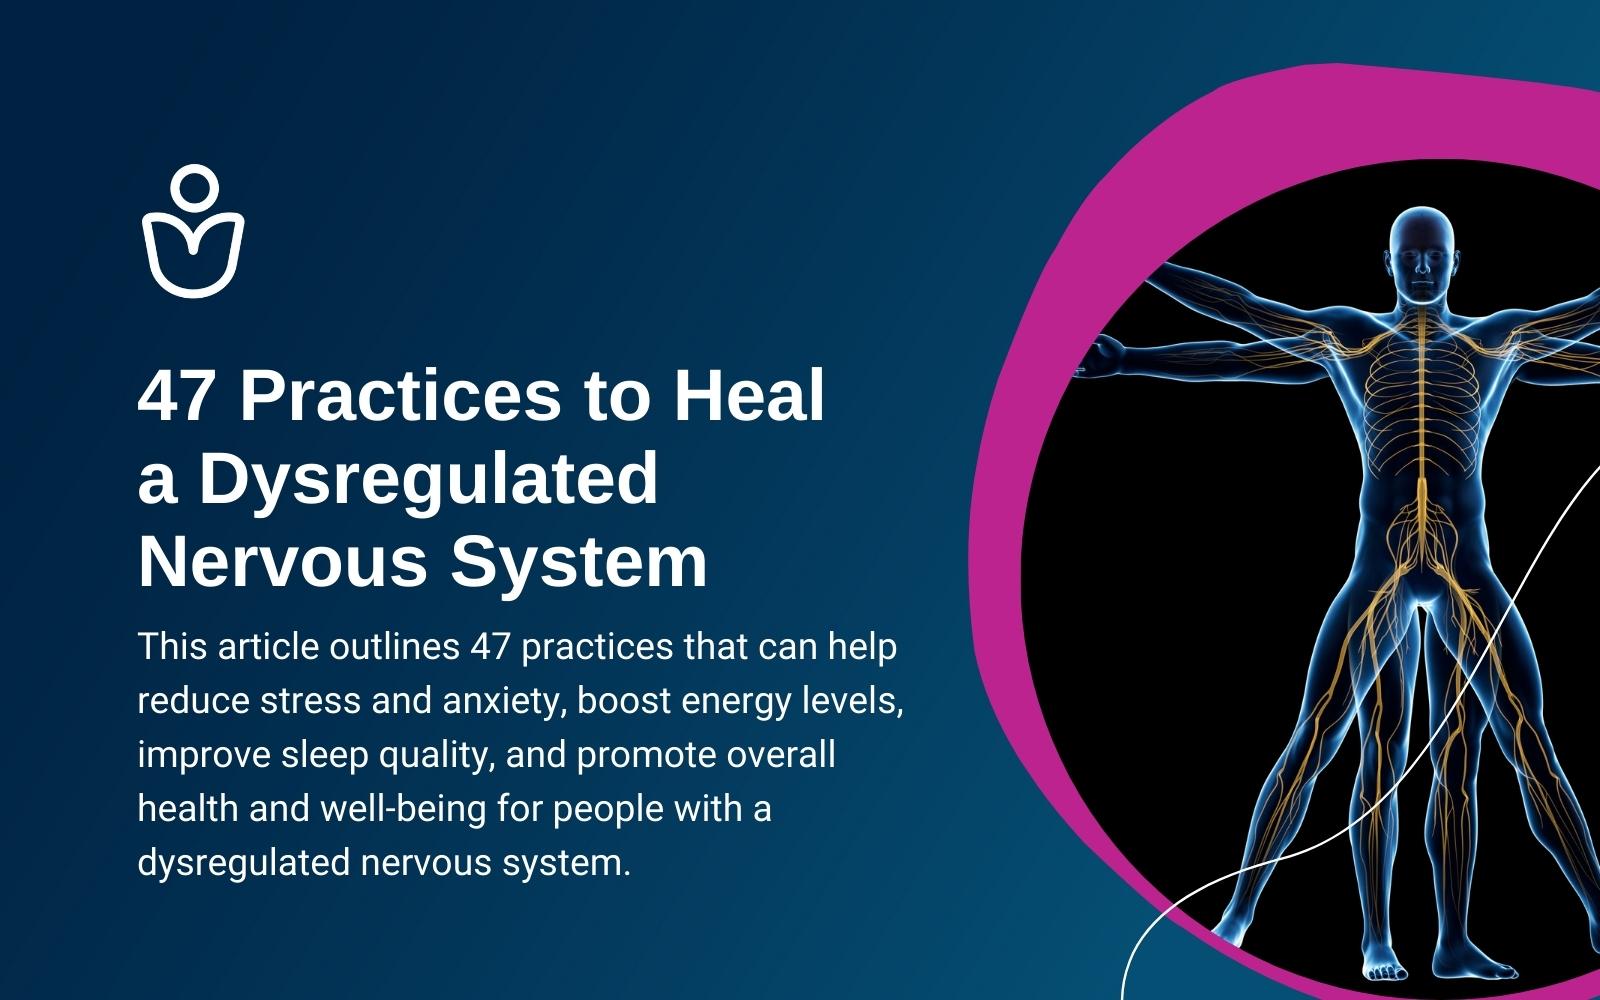 47 Practices to Heal
a Dysregulated
Nervous System
This article outlines 47 practices that can help
reduce stress and anxiety, boost energy levels,
improve sleep quality, and promote overall
health and well-being for people with a
dysregulated nervous system.